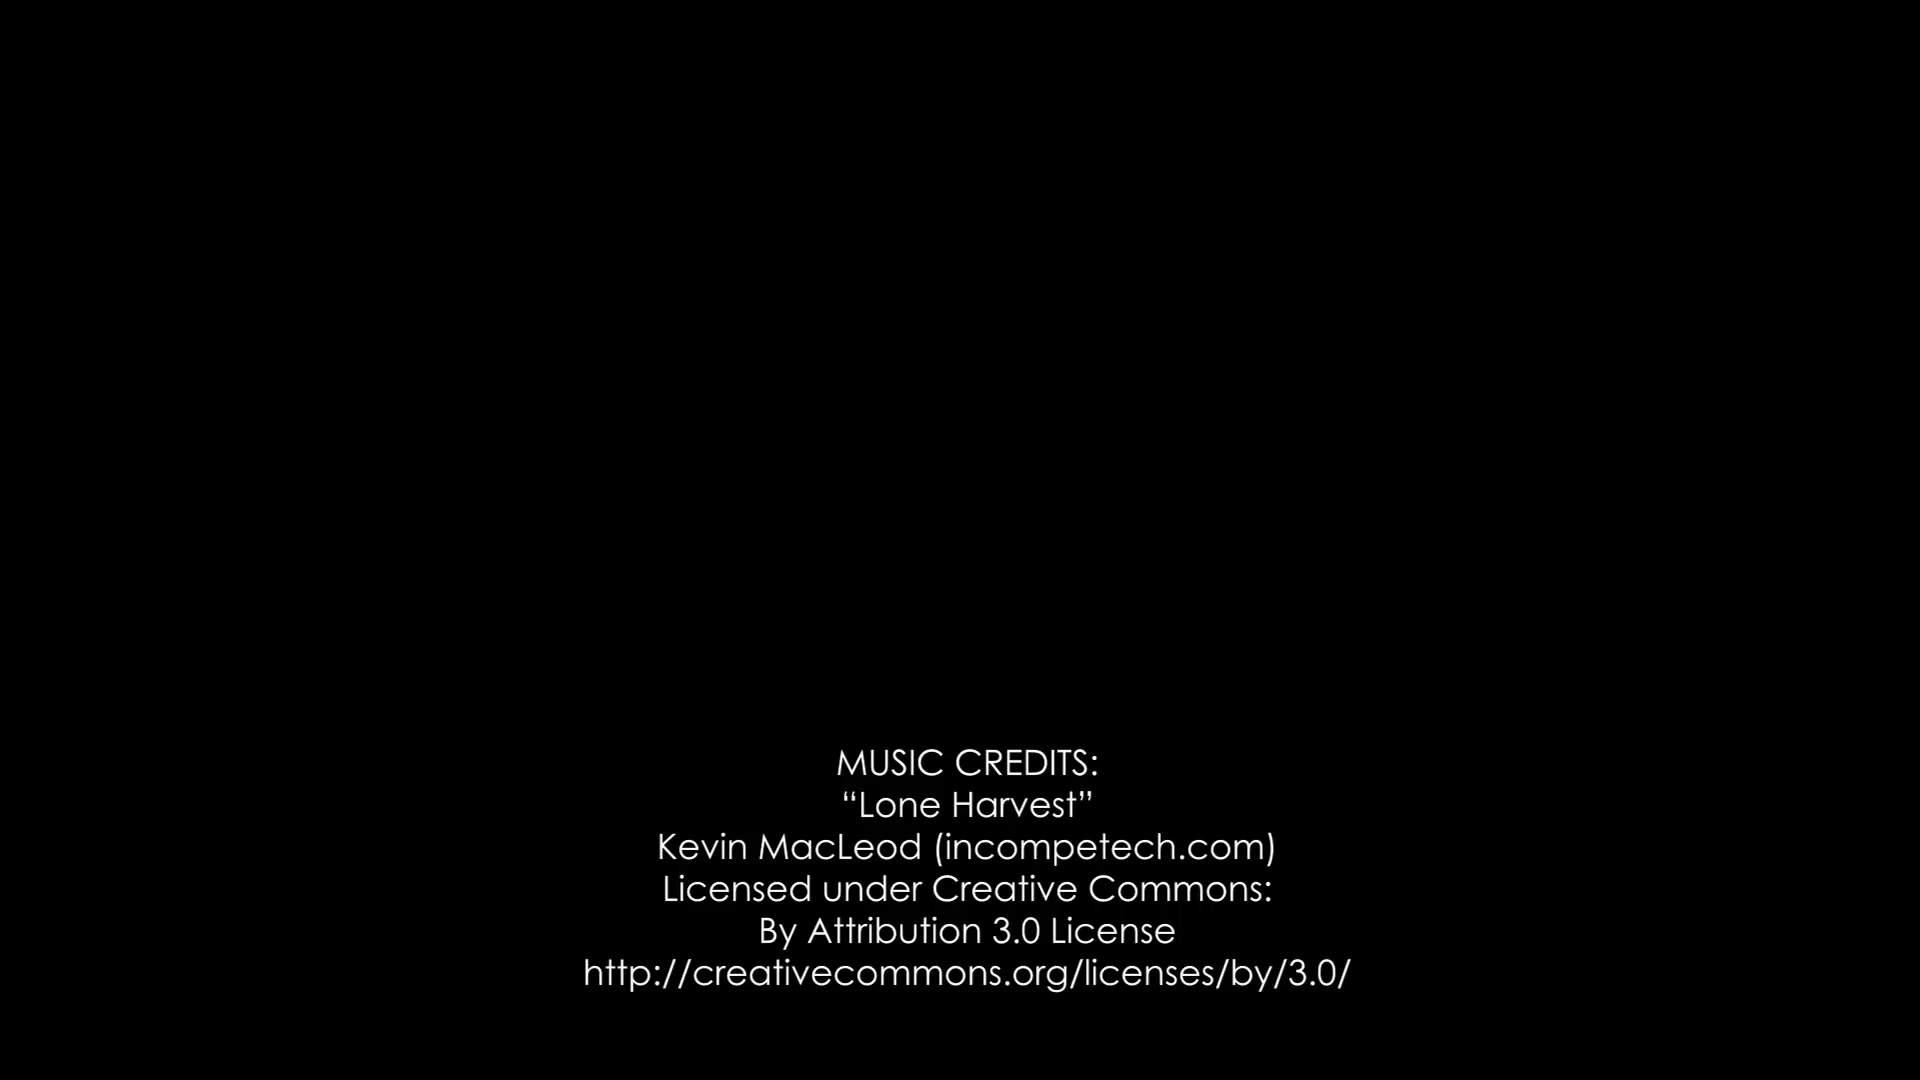 MUSIC CREDITS:
“Lone Harvest”
Kevin MacLeod (incompetech.com)
Licensed under Creative Commons:
By Attribution 3.0 License
http://creativecommons.org/licenses/by/3.0/